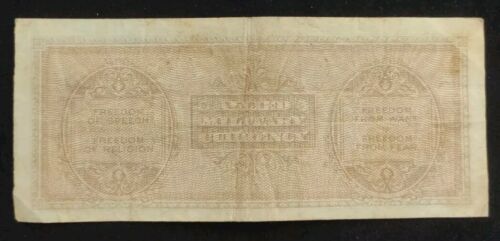 FREEDOM
OF SPEECH
FREEDOM
OF RELIGION
ALLIED
MILITARY
CURRENCY
FREEDOM
FROM WANT
FREEDOM
FROM FEAR